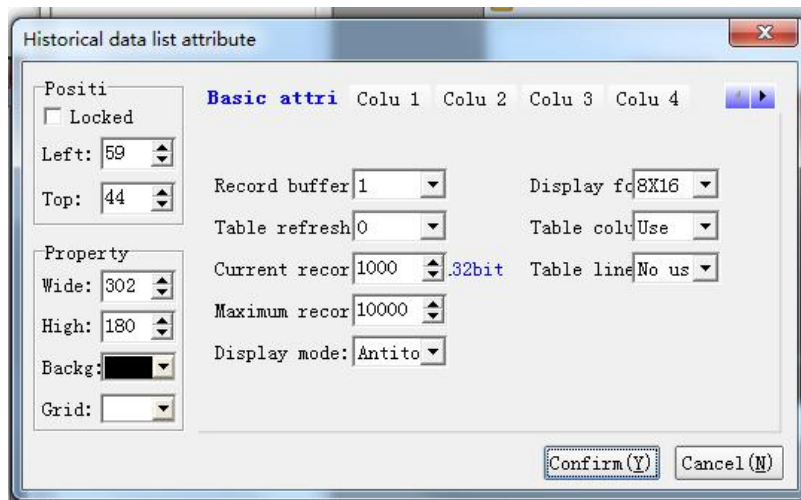 Historical data list attribute
Positi
Locked
Left: 59
Top: 44
Property
Wide: 302
High: 180
Backg:
Grid:
Basic attri Colu 1 Colu 2 Colu 3 Colu 4
Record buffer 1 Display fo 8X16
Table refresh 0 Table colu Use
Current recor 1000 .32bit Table line No us
Maximum recor 10000
Display mode: Antito
Confirm(Y) Cancel(N)